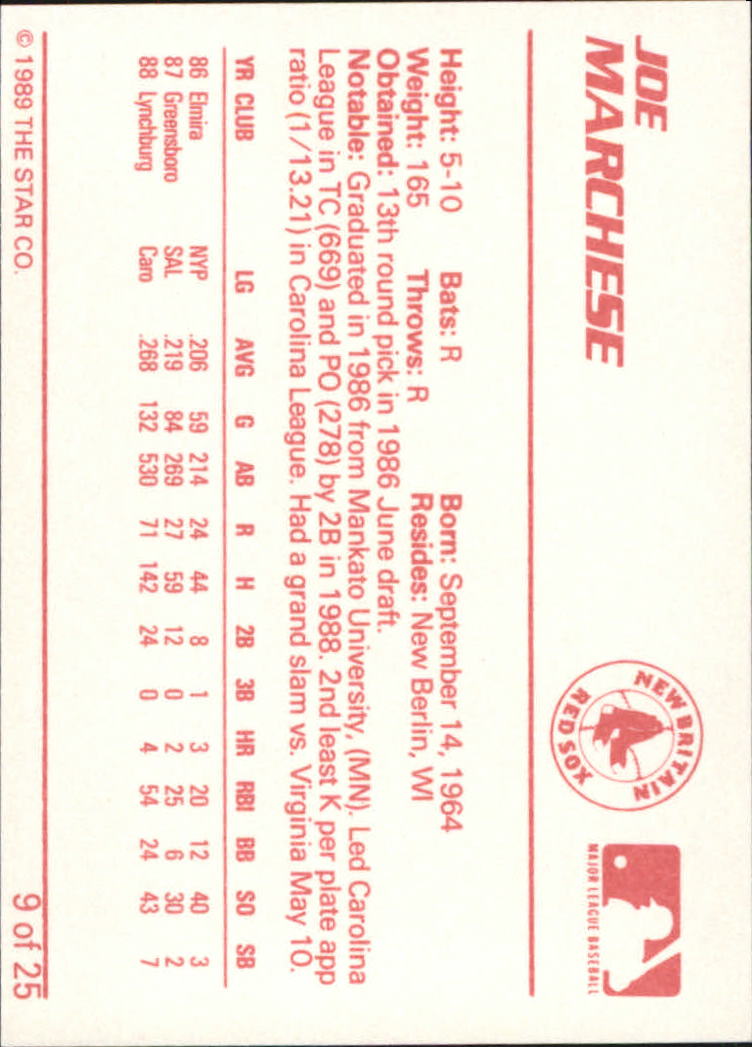 JOE
MARCHESE
NEW BRITAIN
RED SOX
MAJOR LEAGUE BASEBALL
Height: 5-10 Bats: R Born: September 14, 1964
Weight: 165 Throws: R Resides: New Berlin, WI
Obtained: 13th round pick in 1986 June draft.
Notable: Graduated in 1986 from Mankato University, (MN). Led Carolina
League in TC (669) and PO (278) by 2B in 1988. 2nd least K per plate app
ratio (1/13.21) in Carolina League. Had a grand slam vs. Virginia May 10.
YR CLUB LG AVG G AB R H 2B 3B HR RBI BB SO SB
86 Elmira NYP .206 59 214 24 44 8 1 3 20 12 40 3
87 Greensboro SAL .219 84 269 27 59 12 0 2 25 6 30 2
88 Lynchburg Caro .268 132 530 71 142 24 0 4 54 24 43 7
© 1989 THE STAR CO. 9 of 25